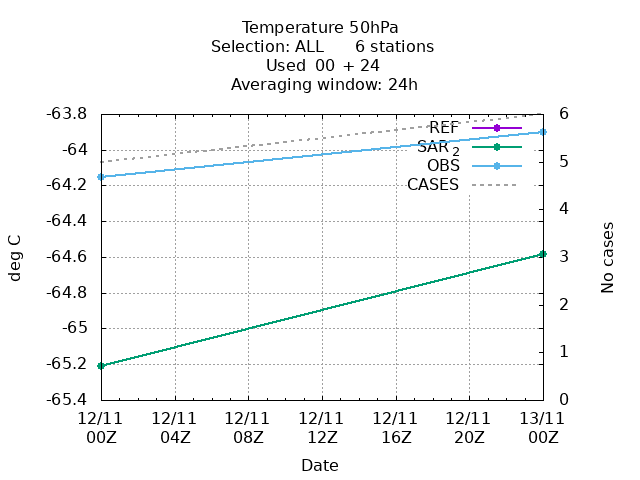 Temperature 50hPa
Selection: ALL 6 stations
Used 00 + 24
Averaging window: 24h
-63.8
-64
-64.2
-64.4
-64.6
-64.8
-65
-65.2
-65.4
deg C
6
5
4
3
2
1
0
No cases
REF
SAR2
OBS
CASES
12/11 12/11 12/11 12/11 12/11 12/11 13/11
00Z 04Z 08Z 12Z 16Z 20Z 00Z
Date